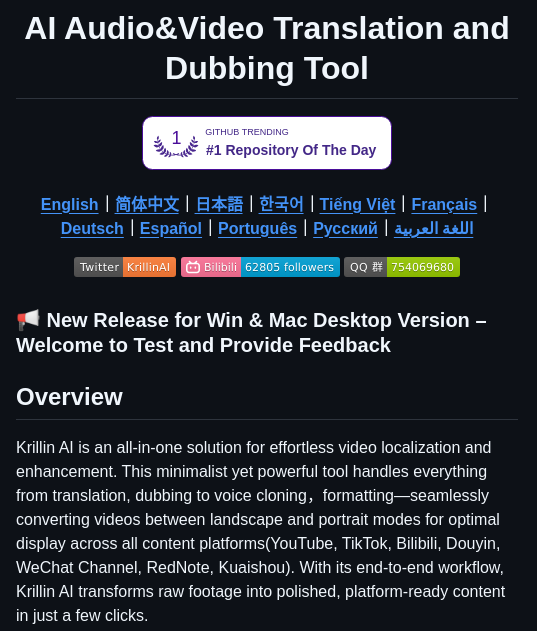 AI Audio&Video Translation and
Dubbing Tool
1
GITHUB TRENDING
#1 Repository Of The Day
English | 简体中文 | 日本語 | 한국어 | Tiếng Việt | Français |
Deutsch | Español | Português | Русский | اللغة العربية
Twitter KrillinAI Bilibili 62805 followers QQ 群 754069680
📢 New Release for Win & Mac Desktop Version –
Welcome to Test and Provide Feedback
Overview
Krillin AI is an all-in-one solution for effortless video localization and
enhancement. This minimalist yet powerful tool handles everything
from translation, dubbing to voice cloning，formatting—seamlessly
converting videos between landscape and portrait modes for optimal
display across all content platforms(YouTube, TikTok, Bilibili, Douyin,
WeChat Channel, RedNote, Kuaishou). With its end-to-end workflow,
Krillin AI transforms raw footage into polished, platform-ready content
in just a few clicks.